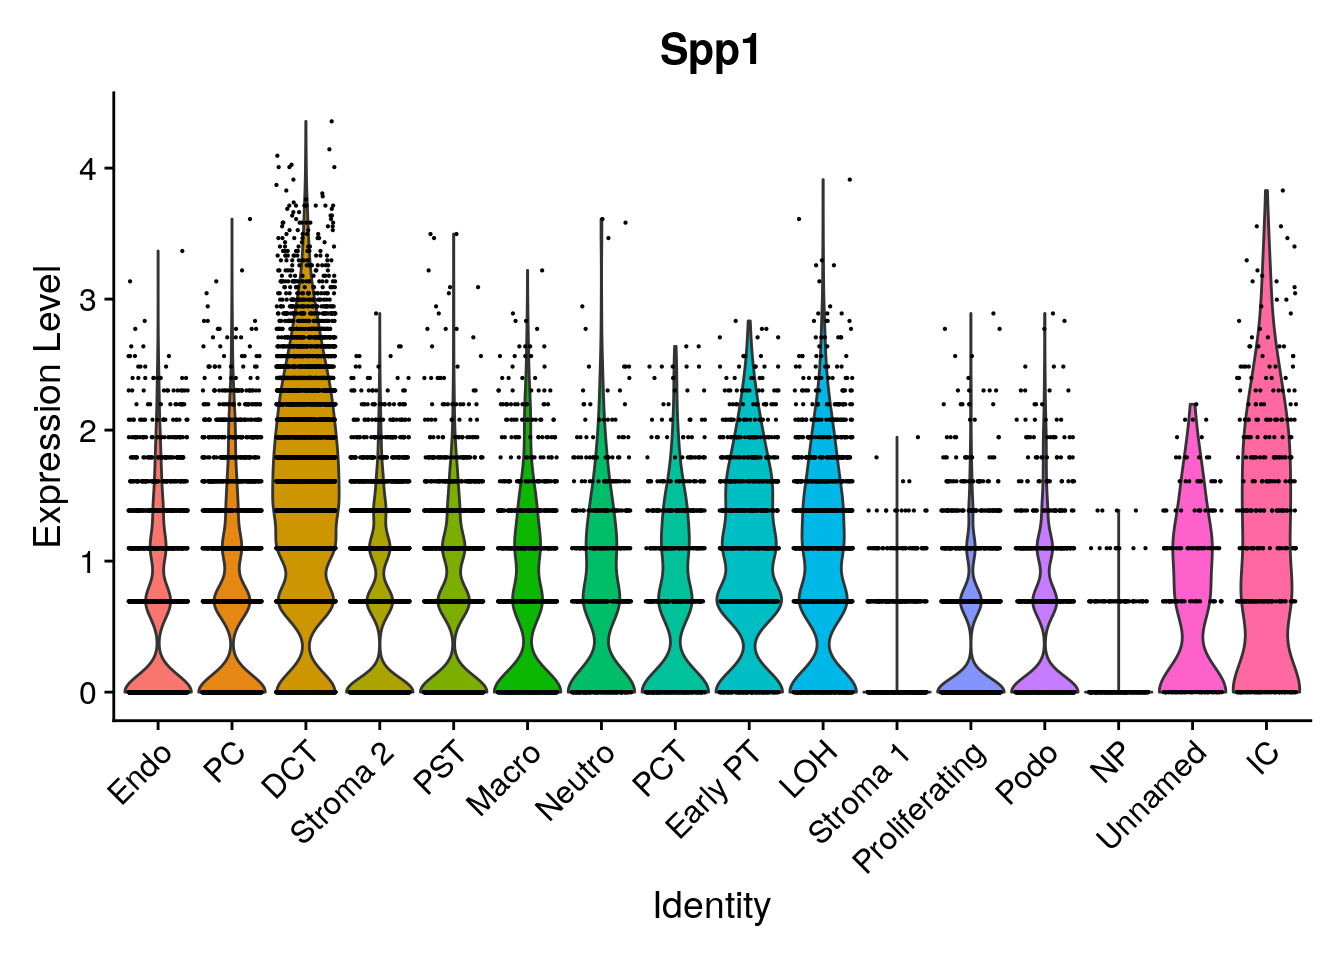 Spp1
Expression Level
4
3
2
1
0
Endo
PC
DCT
Stroma 2
PST
Macro
Neutro
PCT
Early PT
LOH
Stroma 1
Proliferating
Podo
NP
Unnamed
IC
Identity